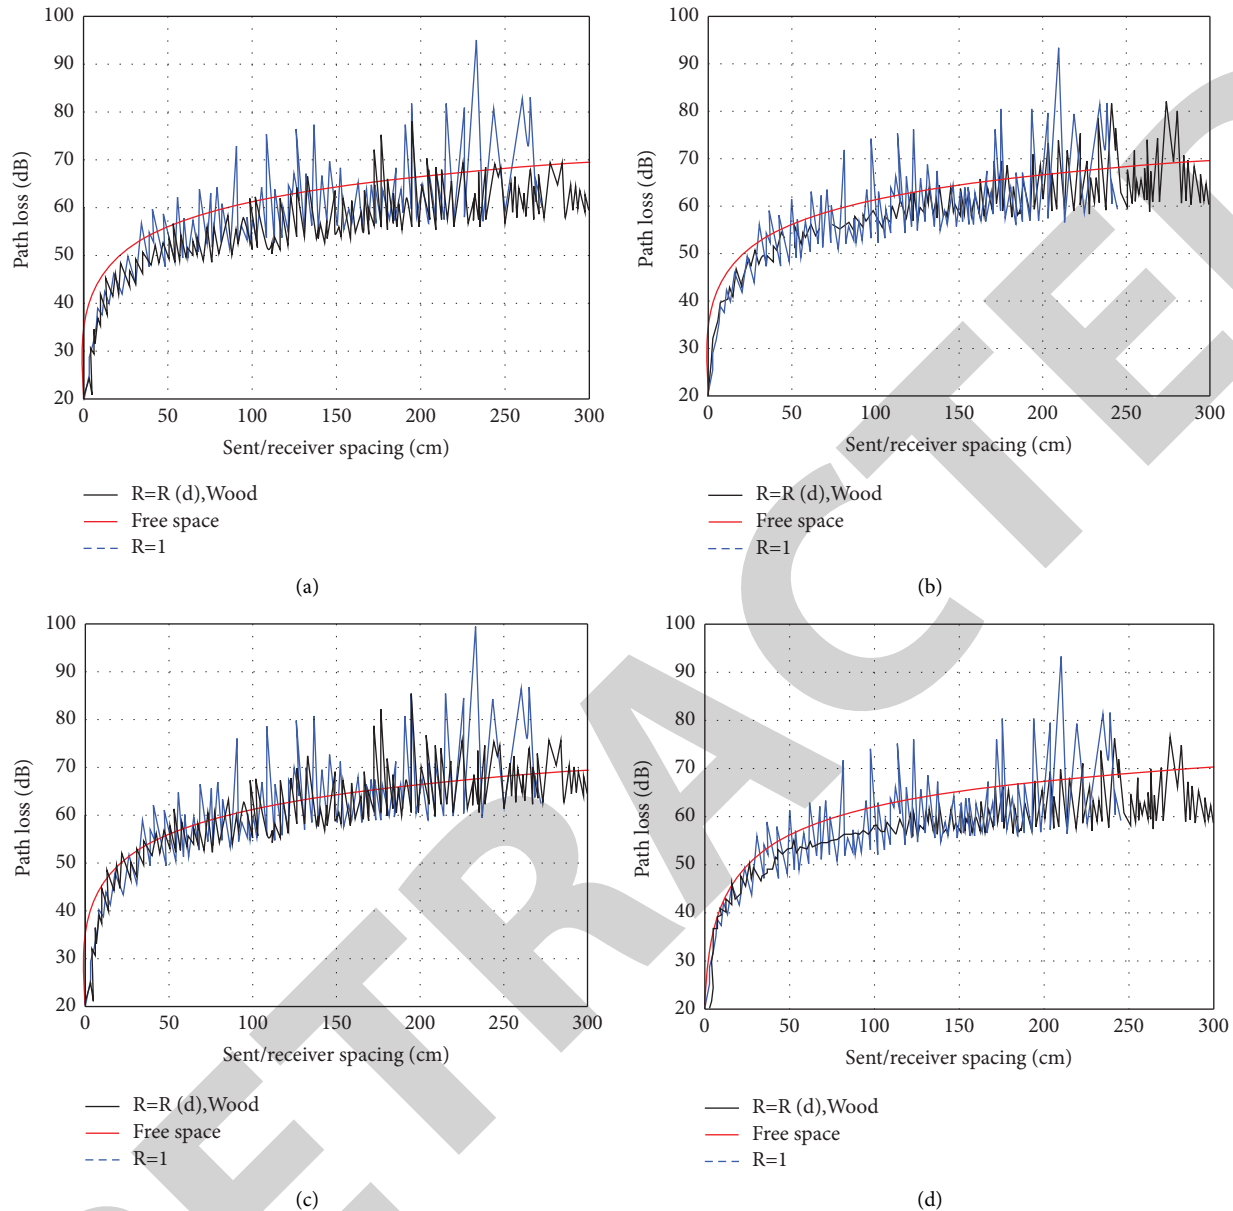 100
90
80
70
60
50
40
30
20
Path loss (dB)
0 50 100 150 200 250 300
Sent/receiver spacing (cm)
R=R (d),Wood
Free space
R=1
(a)
100
90
80
70
60
50
40
30
20
Path loss (dB)
0 50 100 150 200 250 300
Sent/receiver spacing (cm)
R=R (d),Wood
Free space
R=1
(b)
100
90
80
70
60
50
40
30
20
Path loss (dB)
0 50 100 150 200 250 300
Sent/receiver spacing (cm)
R=R (d),Wood
Free space
R=1
(c)
100
90
80
70
60
50
40
30
20
Path loss (dB)
0 50 100 150 200 250 300
Sent/receiver spacing (cm)
R=R (d),Wood
Free space
R=1
(d)
RETRACTED